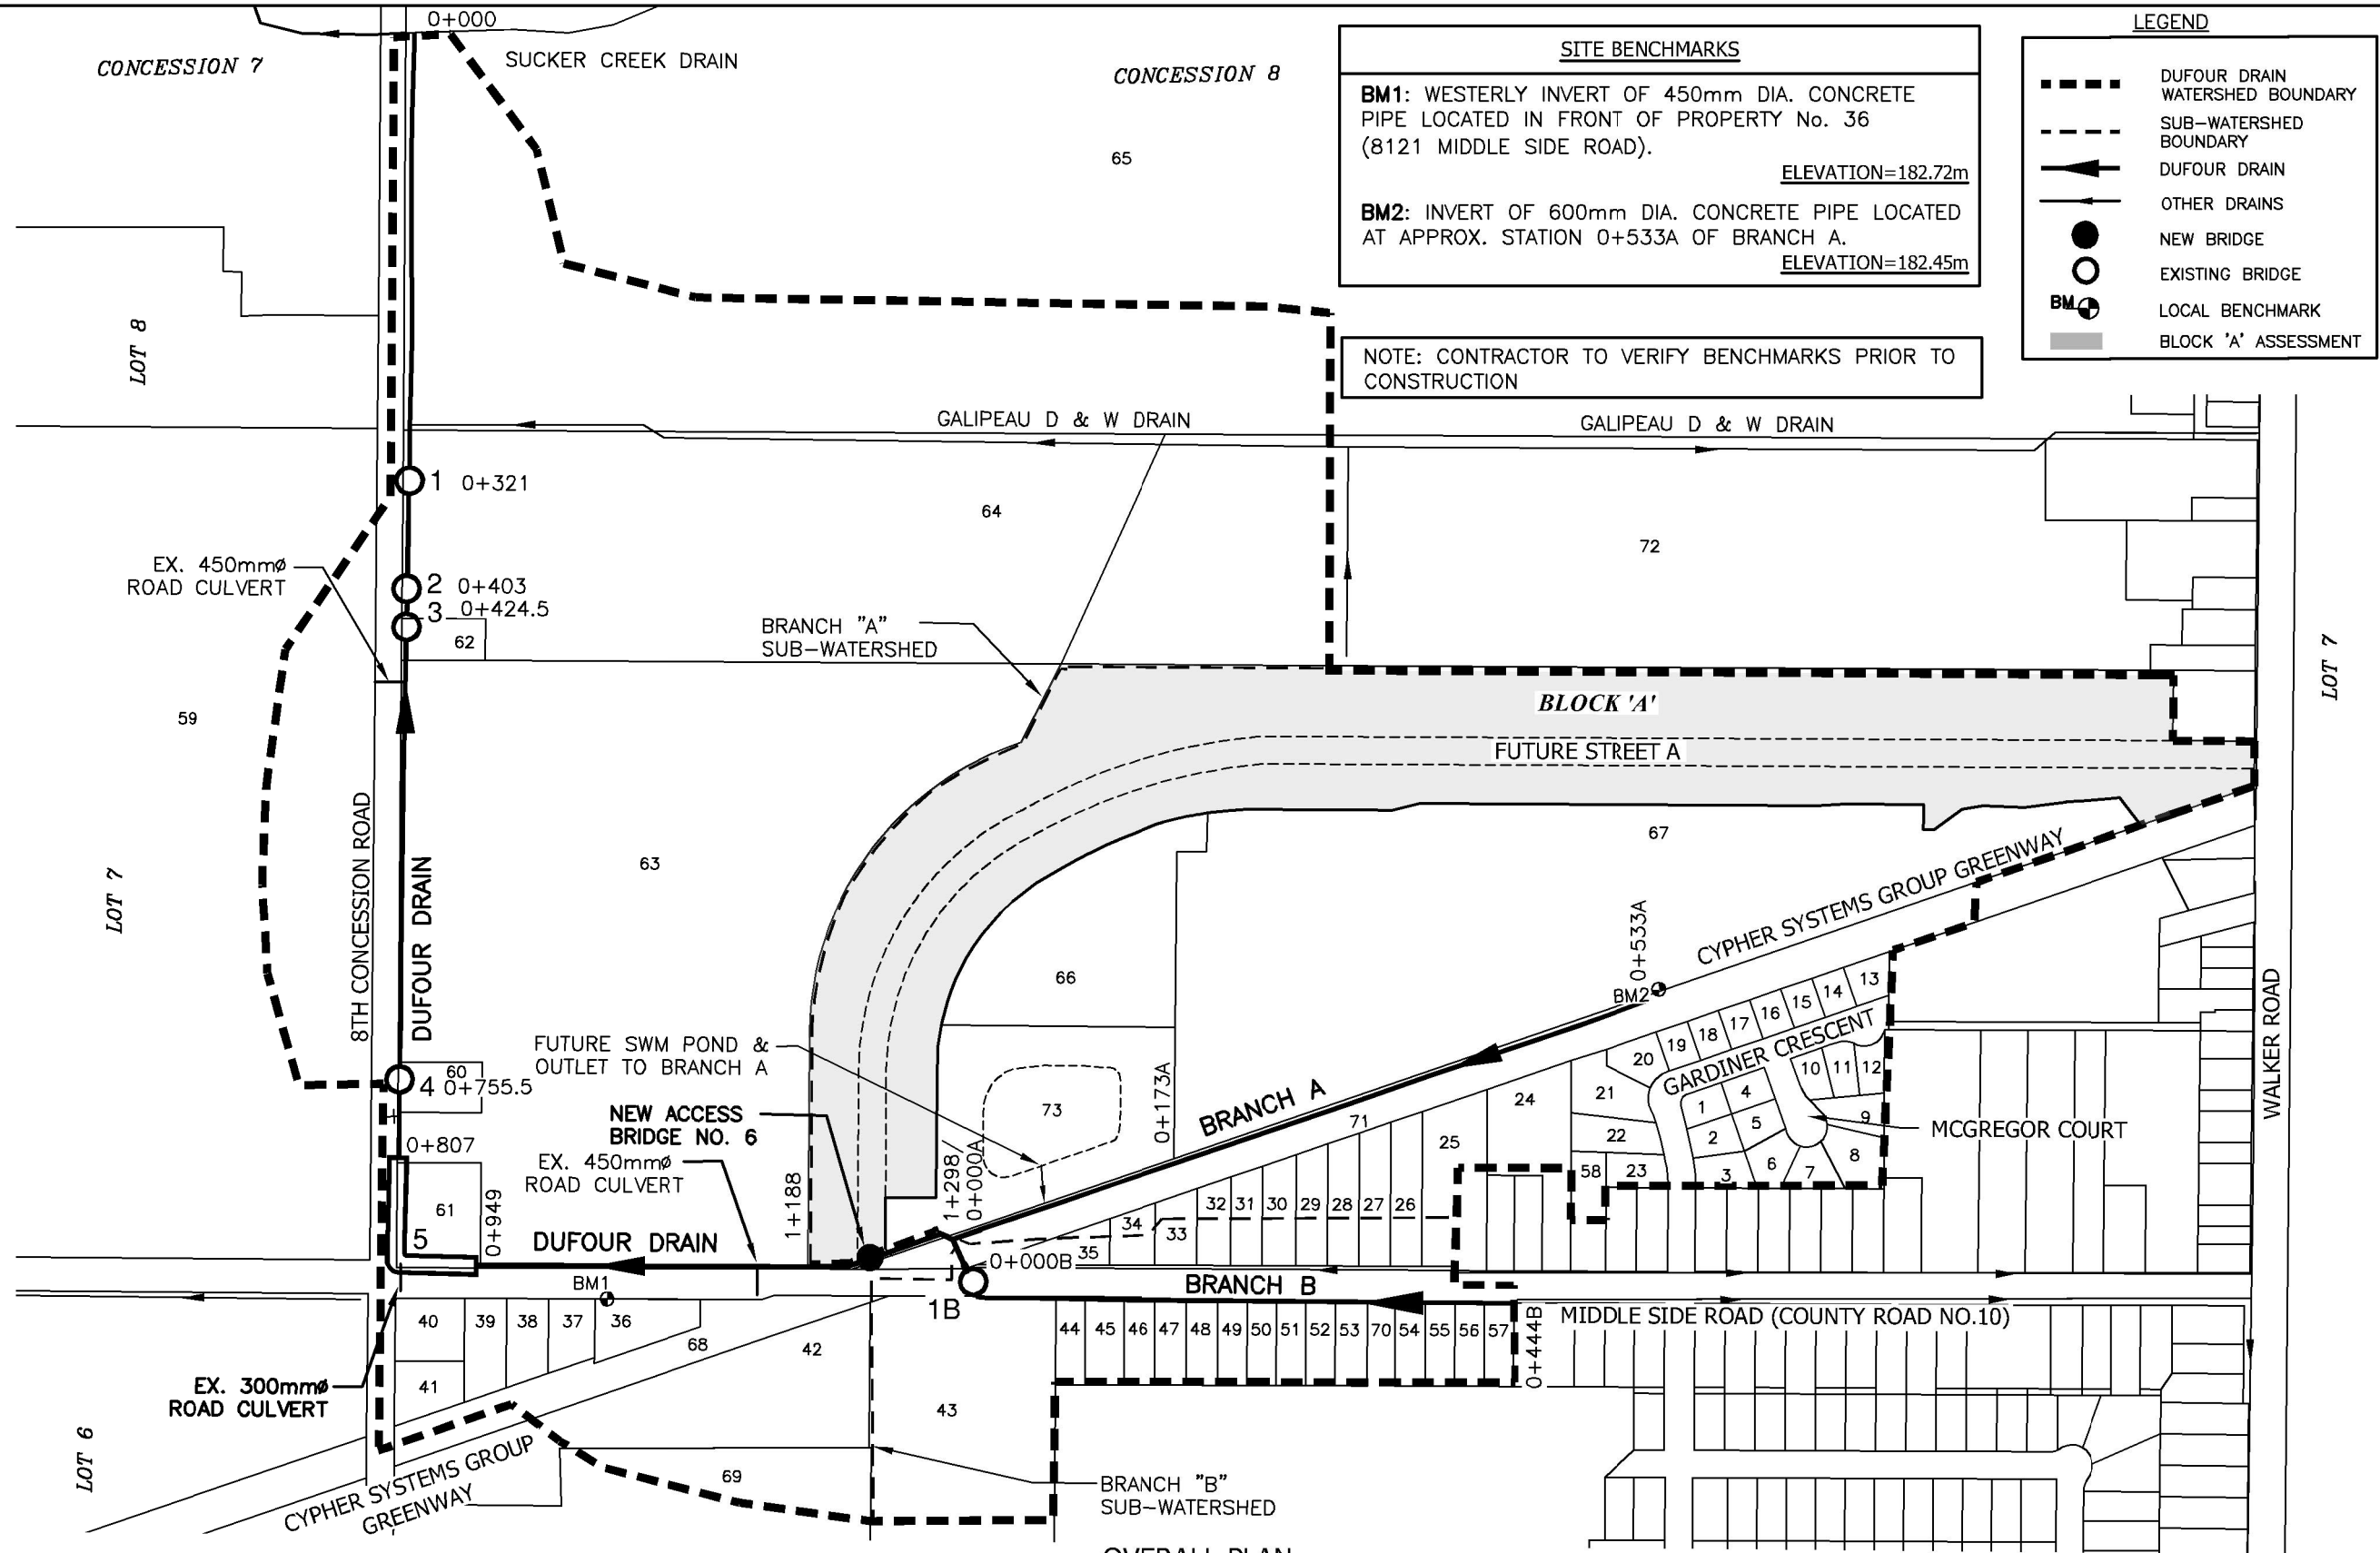 0+000
SUCKER CREEK DRAIN
CONCESSION 7
CONCESSION 8
65
SITE BENCHMARKS
BM1: WESTERLY INVERT OF 450mm DIA. CONCRETE
PIPE LOCATED IN FRONT OF PROPERTY No. 36
(8121 MIDDLE SIDE ROAD).
ELEVATION=182.72m
BM2: INVERT OF 600mm DIA. CONCRETE PIPE LOCATED
AT APPROX. STATION 0+533A OF BRANCH A.
ELEVATION=182.45m
NOTE: CONTRACTOR TO VERIFY BENCHMARKS PRIOR TO
CONSTRUCTION
LEGEND
DUFOUR DRAIN
WATERSHED BOUNDARY
SUB-WATERSHED
BOUNDARY
DUFOUR DRAIN
OTHER DRAINS
NEW BRIDGE
EXISTING BRIDGE
BM
LOCAL BENCHMARK
BLOCK 'A' ASSESSMENT
LOT 8
GALIPEAU D & W DRAIN
GALIPEAU D & W DRAIN
1 0+321
64
72
EX. 450mmø
ROAD CULVERT
2 0+403
3 0+424.5
62
BRANCH "A"
SUB-WATERSHED
LOT 7
59
BLOCK 'A'
FUTURE STREET A
67
63
8TH CONCESSION ROAD
DUFOUR DRAIN
LOT 7
CYPHER SYSTEMS GROUP GREENWAY
0+533A
BM2
66
WALKER ROAD
FUTURE SWM POND &
OUTLET TO BRANCH A
73
0+173A
BRANCH A
71
13
14
15
16
17
18
19
20
GARDINER CRESCENT
10
11
12
21
24
1
4
2
5
9
MCGREGOR COURT
22
25
58
23
3
6
7
8
60
4 0+755.5
NEW ACCESS
BRIDGE NO. 6
0+807
EX. 450mmø
ROAD CULVERT
1+188
1+298
0+000A
61
0+949
5
DUFOUR DRAIN
32
31
30
29
28
27
26
34
33
35
0+000B
BM1
1B
BRANCH B
MIDDLE SIDE ROAD (COUNTY ROAD NO.10)
0+444B
40
39
38
37
36
68
42
44
45
46
47
48
49
50
51
52
53
70
54
55
56
57
EX. 300mmø
ROAD CULVERT
41
43
LOT 6
CYPHER SYSTEMS GROUP
GREENWAY
69
BRANCH "B"
SUB-WATERSHED
OVERALL PLAN